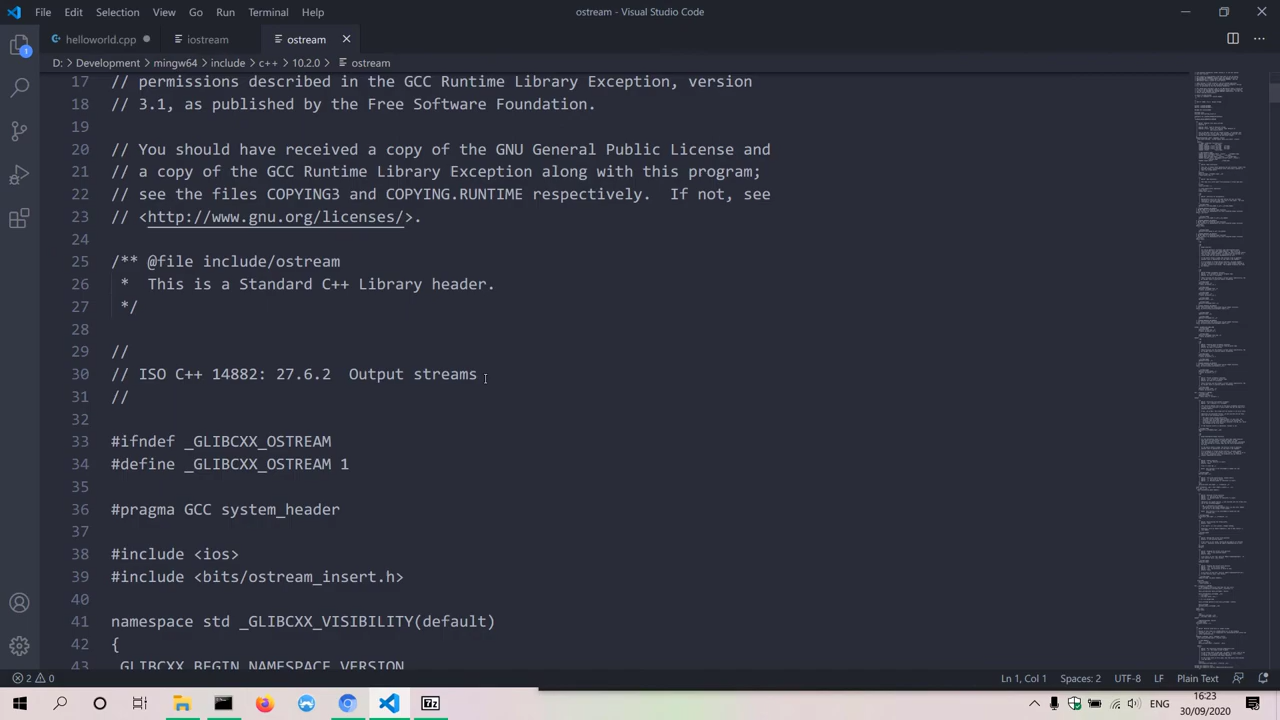 File Edit Selection View Go Run Terminal Help
ostream - Visual Studio Code
helloworld.cpp
iostream
ostream
D: > Development > mingw64 > include > c++ > 10.2.0 > ostream
17 // permissions described in the GCC Runtime Library Exception, version
18 // 3.1, as published by the Free Software Foundation.
19
20 // You should have received a copy of the GNU General Public License and
21 // a copy of the GCC Runtime Library Exception along with this program;
22 // see the files COPYING3 and COPYING.RUNTIME respectively. If not, see
23 // <http://www.gnu.org/licenses/>.
24
25 /** @file include/ostream
26 * This is a Standard C++ Library header.
27 */
28
29 //
30 // ISO C++ 14882: 27.6.2 Output streams
31 //
32
33 #ifndef _GLIBCXX_OSTREAM
34 #define _GLIBCXX_OSTREAM 1
35
36 #pragma GCC system_header
37
38 #include <ios>
39 #include <bits/ostream_insert.h>
40
41 namespace std _GLIBCXX_VISIBILITY(default)
42 {
43 _GLIBCXX_BEGIN_NAMESPACE_VERSION
1
2 0
Ln 1, Col 1 Spaces: 2 UTF-8 LF Plain Text
ENG
16:23
30/09/2020